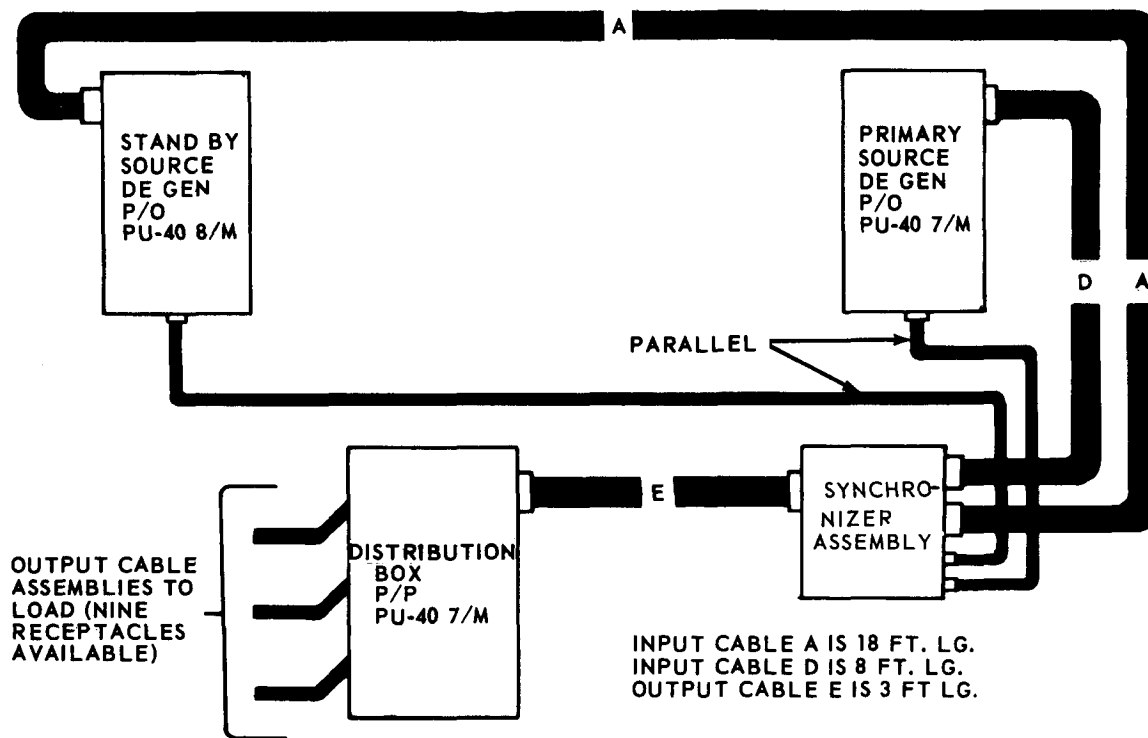 A
STAND BY
SOURCE
DE GEN
P/O
PU-40 8/M
PRIMARY
SOURCE
DE GEN
P/O
PU-40 7/M
D
A
PARALLEL
E
SYNCHRO-
NIZER
ASSEMBLY
DISTRIBUTION
BOX
P/P
PU-40 7/M
OUTPUT CABLE
ASSEMBLIES TO
LOAD (NINE
RECEPTACLES
AVAILABLE)
INPUT CABLE A IS 18 FT. LG.
INPUT CABLE D IS 8 FT. LG.
OUTPUT CABLE E IS 3 FT LG.